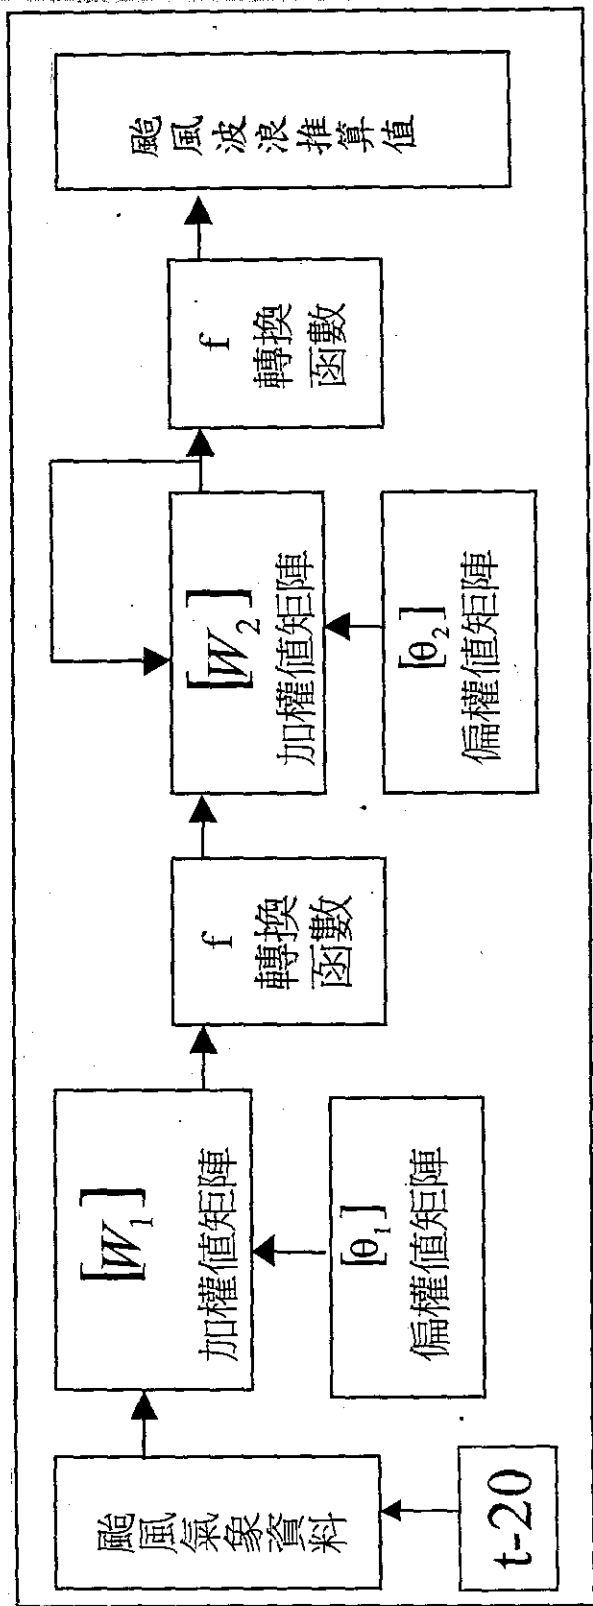 颱風氣象資料
t-20
[W₁]
加權值矩陣
[θ₁]
偏權值矩陣
f
轉換
函數
[W₂]
加權值矩陣
[θ₂]
偏權值矩陣
f
轉換
函數
颱風波浪推算值